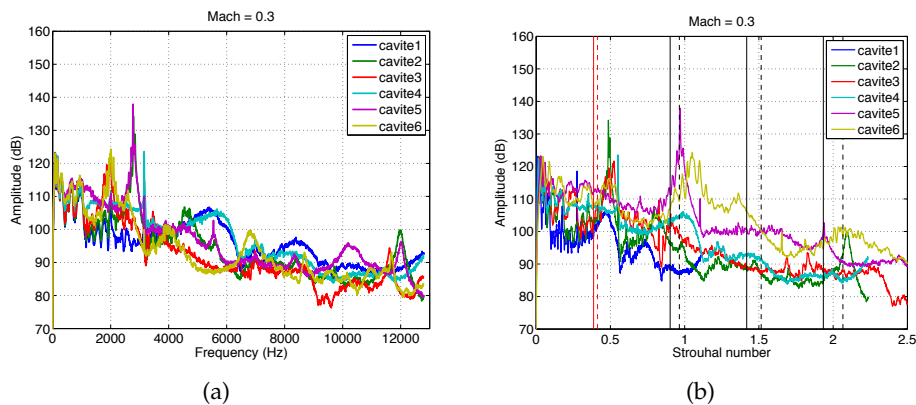 Mach = 0.3
160
150
140
130
120
110
100
90
80
70
Amplitude (dB)
0 2000 4000 6000 8000 10000 12000
Frequency (Hz)
cavite1
cavite2
cavite3
cavite4
cavite5
cavite6
(a)
Mach = 0.3
160
150
140
130
120
110
100
90
80
70
Amplitude (dB)
0 0.5 1 1.5 2 2.5
Strouhal number
cavite1
cavite2
cavite3
cavite4
cavite5
cavite6
(b)